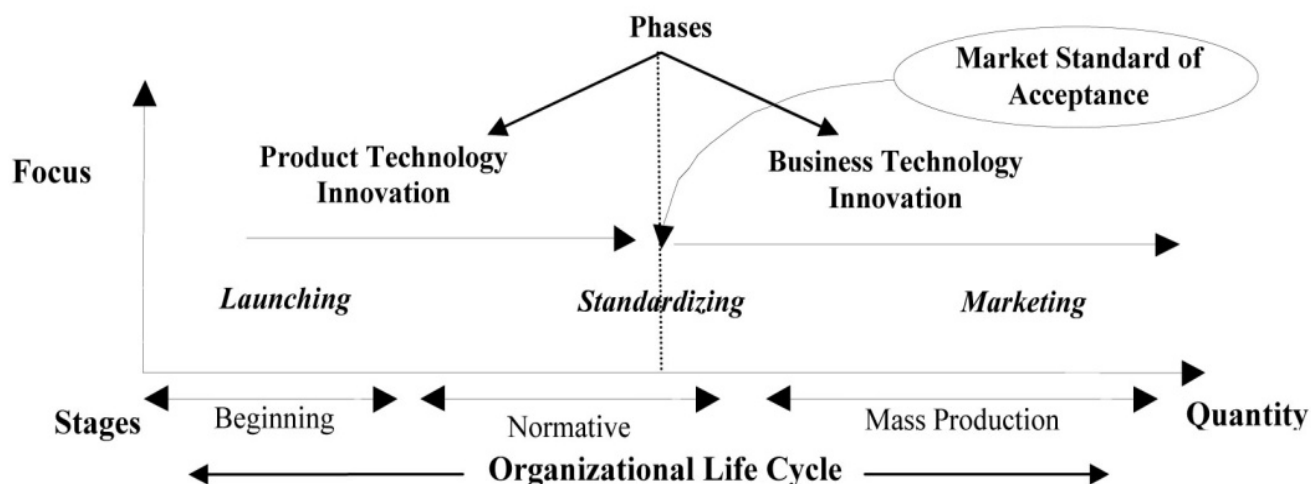 Phases
Market Standard of
Acceptance
Focus
Product Technology
Innovation
Business Technology
Innovation
Launching
Standardizing
Marketing
Stages
Beginning
Normative
Mass Production
Quantity
Organizational Life Cycle